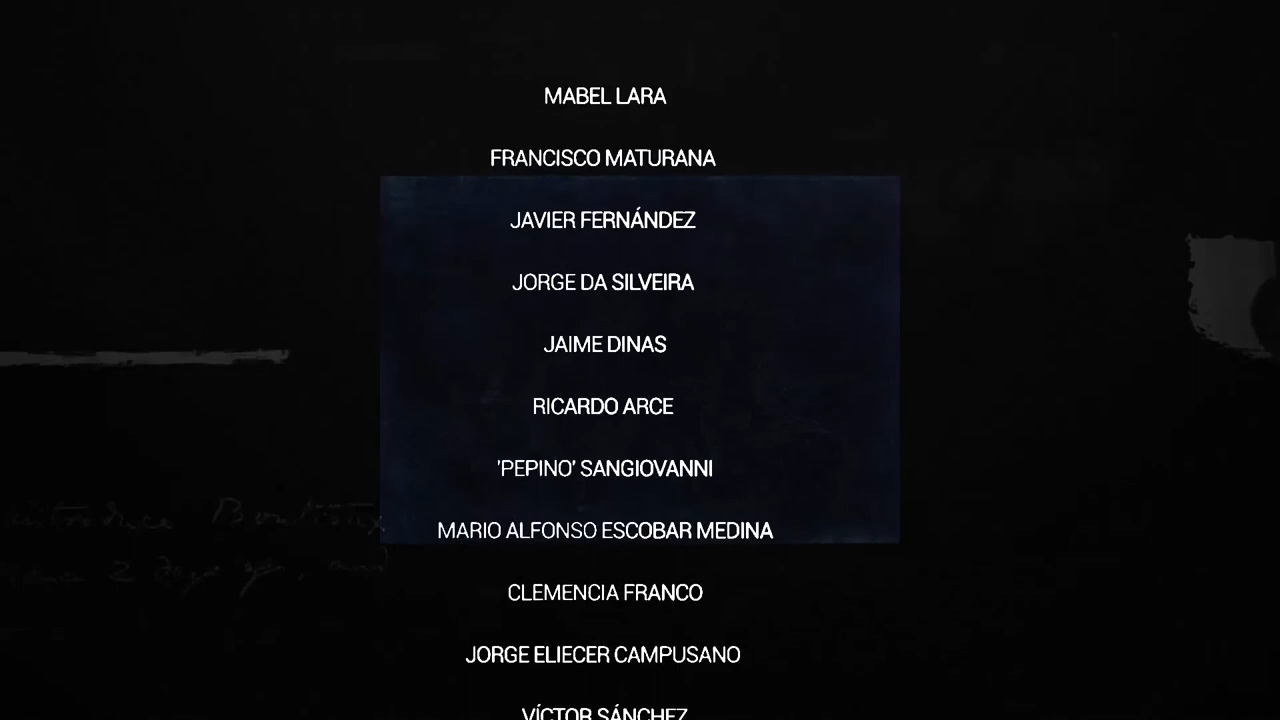 MABEL LARA
FRANCISCO MATURANA
JAVIER FERNÁNDEZ
JORGE DA SILVEIRA
JAIME DINAS
RICARDO ARCE
'PEPINO' SANGIOVANNI
MARIO ALFONSO ESCOBAR MEDINA
CLEMENCIA FRANCO
JORGE ELIECER CAMPUSANO
VÍCTOR SÁNCHEZ